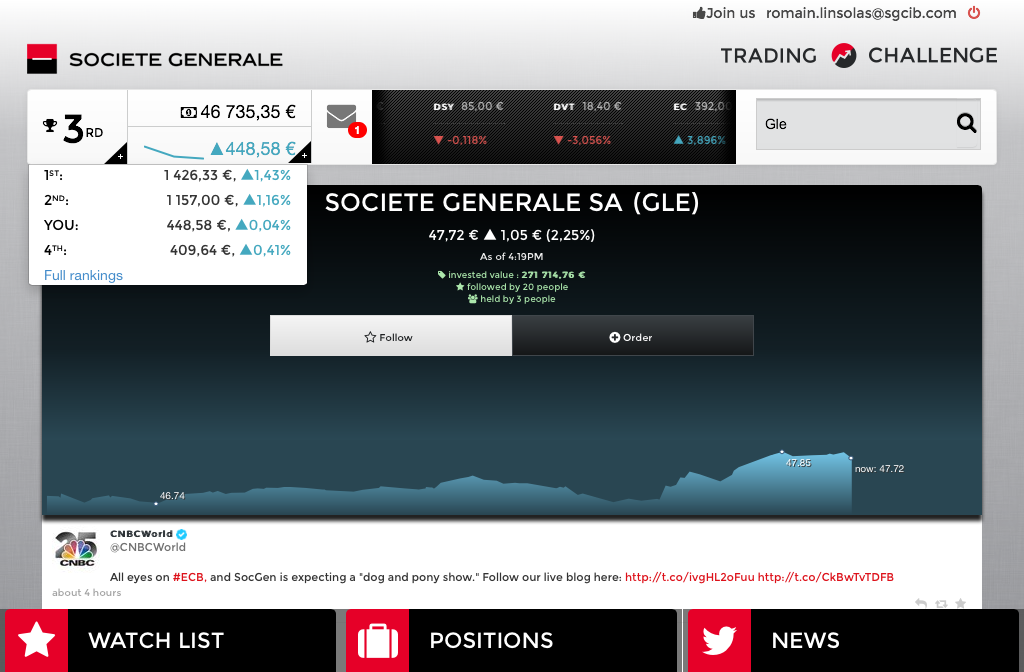 Join us romain.linsolas@sgcib.com
SOCIETE GENERALE
TRADING CHALLENGE
3RD
46 735,35 €
448,58 €
1
€
DSY 85,00 €
-0,118%
DVT 18,40 €
-3,056%
EC 392,00
3,896%
Gle
1ST: 1 426,33 €, ▲1,43%
2ND: 1 157,00 €, ▲1,16%
YOU: 448,58 €, ▲0,04%
4TH: 409,64 €, ▲0,41%
Full rankings
SOCIETE GENERALE SA (GLE)
47,72 € ▲ 1,05 € (2,25%)
As of 4:19PM
invested value : 271 714,76 €
followed by 20 people
held by 3 people
Follow
Order
46.74
47.85
now: 47.72
25
CNBC
CNBCWorld
@CNBCWorld
All eyes on #ECB, and SocGen is expecting a "dog and pony show." Follow our live blog here: http://t.co/ivgHL2oFuu http://t.co/CkBwTvTDFB
about 4 hours
WATCH LIST
POSITIONS
NEWS